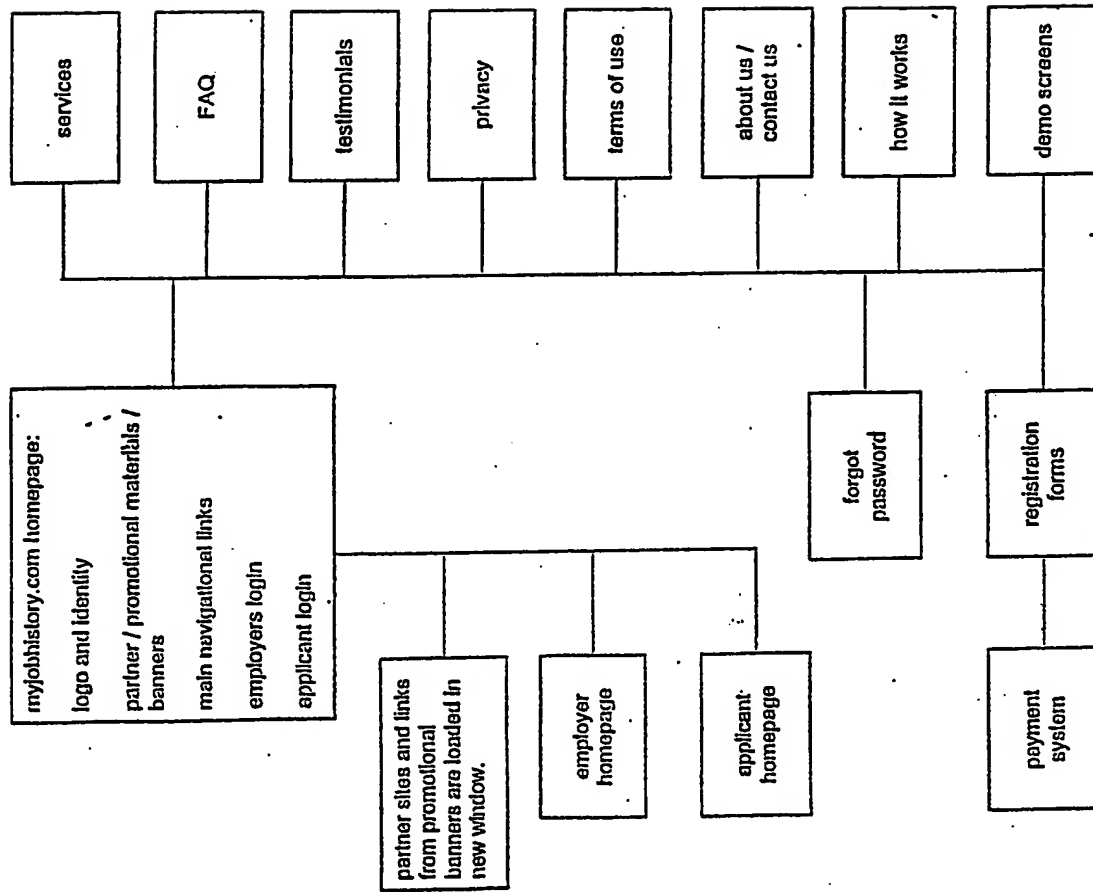 services
FAQ
testimonials
privacy
terms of use
about us /
contact us
how it works
demo screens
myjobhistory.com homepage:
logo and identity
partner / promotional materials /
banners
main navigational links
employers login
applicant login
forgot
password
registration
forms
partner sites and links
from promotional
banners are loaded in
new window.
employer
homepage
applicant
homepage
payment
system